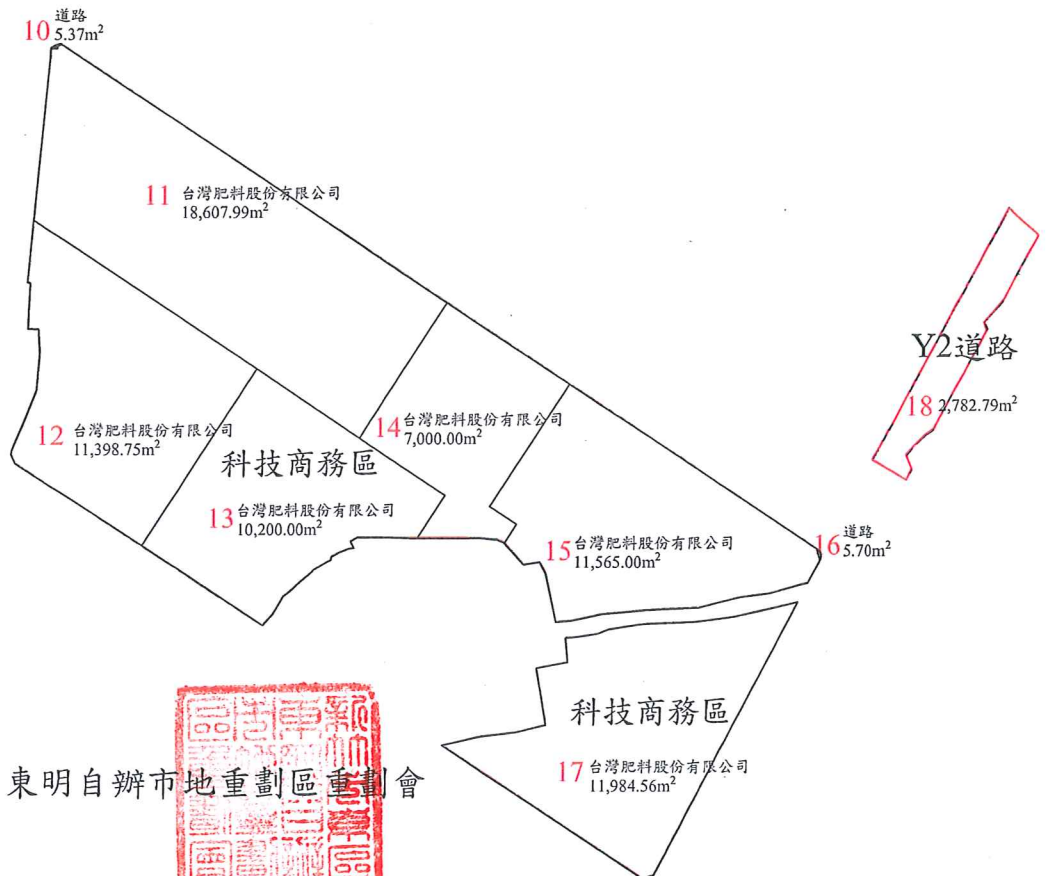 10 道路
5.37m²
11 台灣肥料股份有限公司
18,607.99m²
Y2道路
18 2,782.79m²
12 台灣肥料股份有限公司
11,398.75m²
14 台灣肥料股份有限公司
7,000.00m²
科技商務區
13 台灣肥料股份有限公司
10,200.00m²
15 台灣肥料股份有限公司
11,565.00m²
16 道路
5.70m²
科技商務區
17 台灣肥料股份有限公司
11,984.56m²
東明自辦市地重劃區重劃會